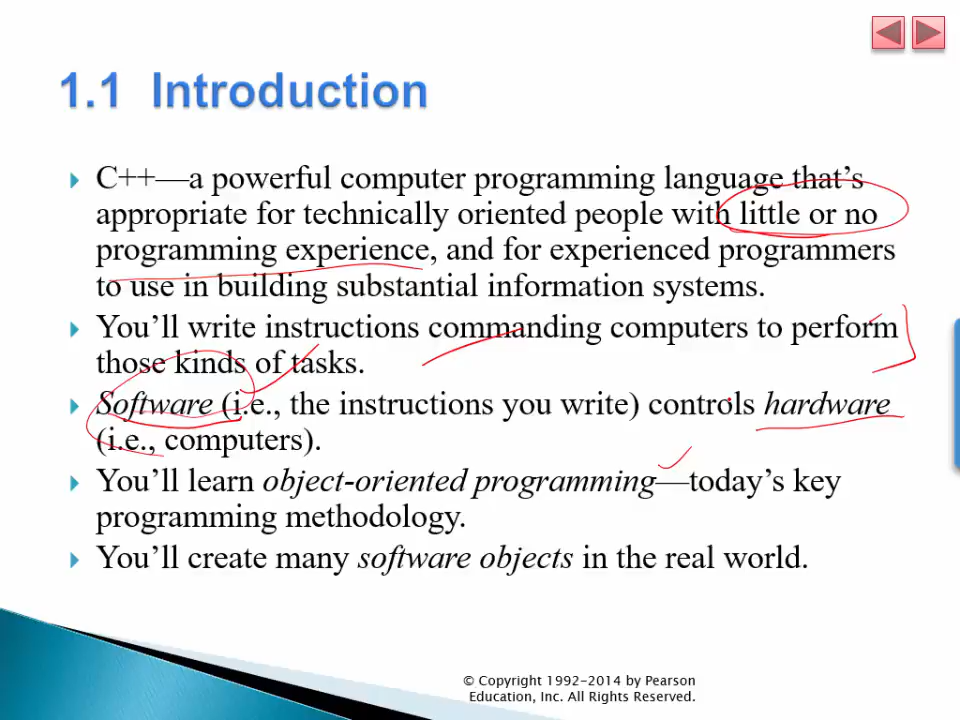 1.1 Introduction
C++—a powerful computer programming language that’s
appropriate for technically oriented people with little or no
programming experience, and for experienced programmers
to use in building substantial information systems.
You’ll write instructions commanding computers to perform
those kinds of tasks.
Software (i.e., the instructions you write) controls hardware
(i.e., computers).
You’ll learn object-oriented programming—today’s key
programming methodology.
You’ll create many software objects in the real world.
© Copyright 1992-2014 by Pearson
Education, Inc. All Rights Reserved.